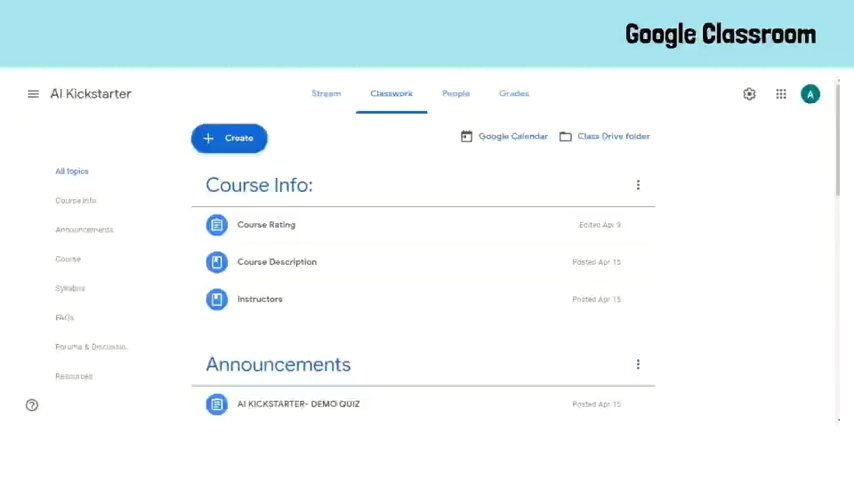 Google Classroom
AI Kickstarter
Stream
Classwork
People
Grades
A
Create
Google Calendar
Class Drive folder
All topics
Course Info
Announcements
Course
Syllabus
FAQs
Forums & Discussio..
Resources
Course Info:
Course Rating
Edited Apr 9
Course Description
Posted Apr 15
Instructors
Posted Apr 15
Announcements
AI KICKSTARTER- DEMO QUIZ
Posted Apr 15